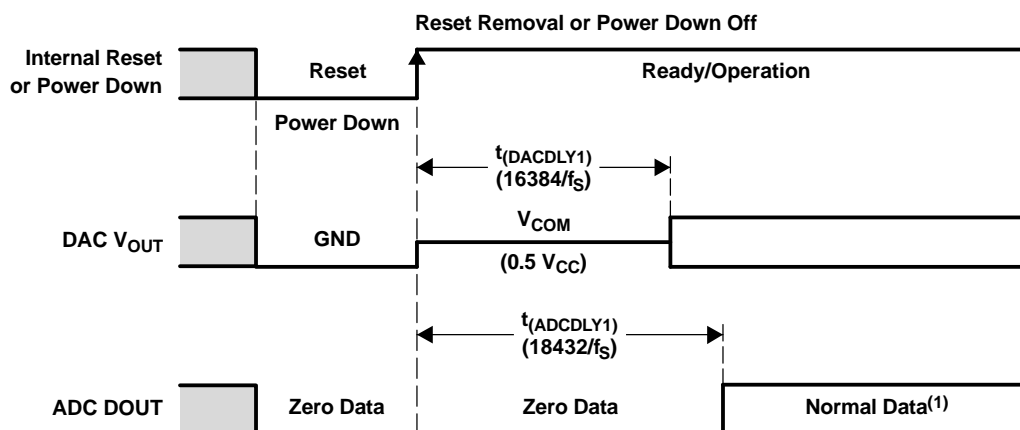 Reset Removal or Power Down Off
Internal Reset
or Power Down
Reset
Ready/Operation
Power Down
t(DACDLY1)
(16384/fS)
DAC VOUT
GND
VCOM
(0.5 VCC)
t(ADCDLY1)
(18432/fS)
ADC DOUT
Zero Data
Zero Data
Normal Data(1)